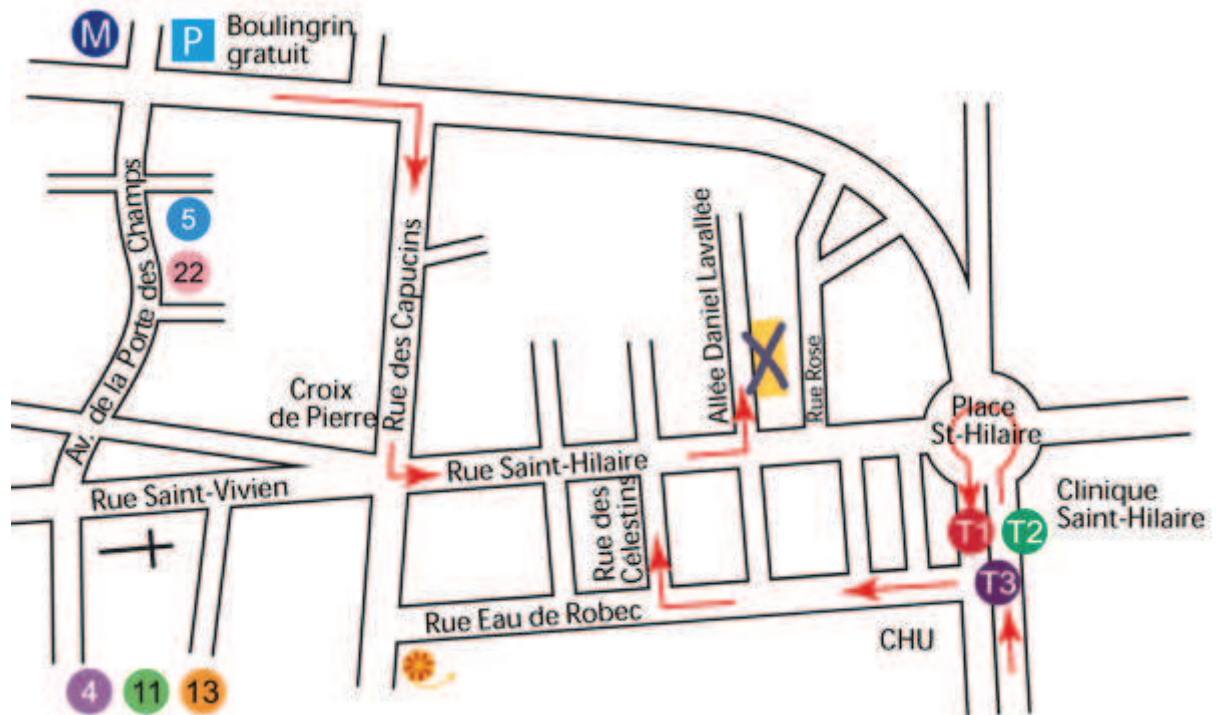 M
P
Boulingrin
gratuit
Av. de la Porte des Champs
5
22
Rue des Capucins
Croix
de Pierre
Allée Daniel Lavallée
Rue Rose
Place
St-Hilaire
Rue Saint-Hilaire
Rue Saint-Vivien
Rue des
Célestins
Clinique
Saint-Hilaire
T1
T2
T3
Rue Eau de Robec
CHU
4
11
13